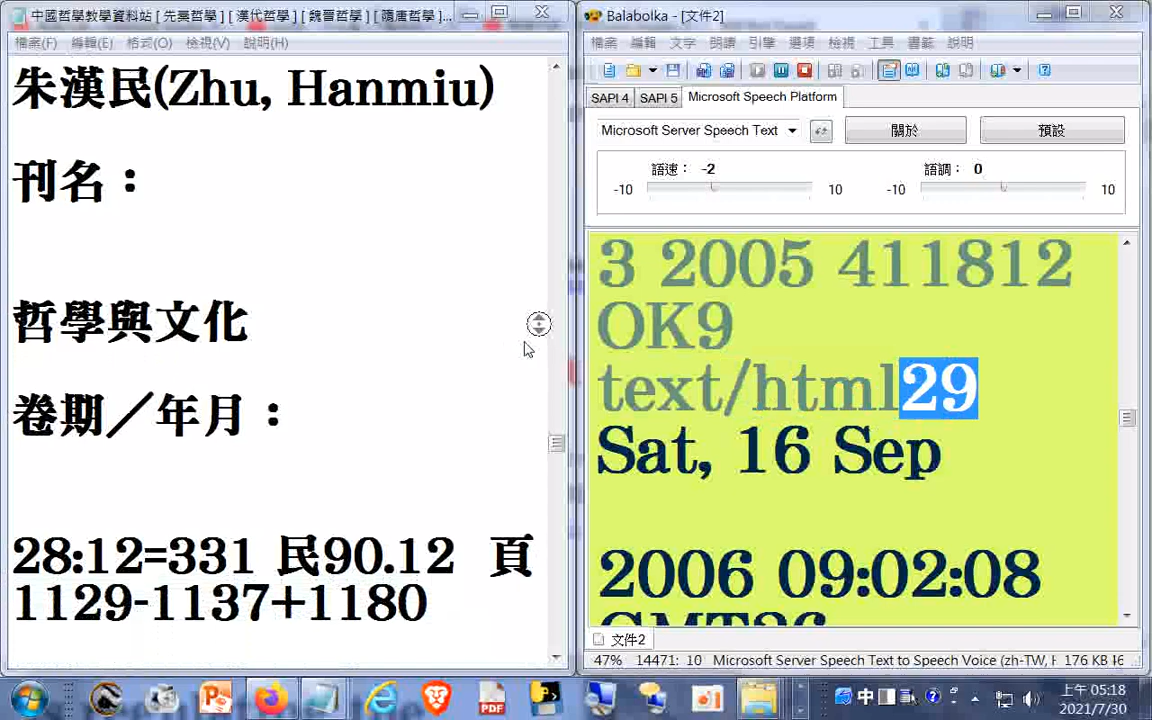 中國哲學教學資料站 [ 先秦哲學 ] [ 漢代哲學 ] [ 魏晉哲學 ] [ 隋唐哲學 ]...
檔案(F) 編輯(E) 格式(O) 檢視(V) 說明(H)
朱漢民(Zhu, Hanmiu)
刊名：
哲學與文化
卷期／年月：
28:12=331 民90.12 頁
1129-1137+1180
Balabolka - [文件2]
檔案 編輯 文字 朗讀 引擎 選項 檢視 工具 書籤 說明
SAPI 4 SAPI 5 Microsoft Speech Platform
Microsoft Server Speech Text 關於 預設
語速： -2 語調： 0
-10 10 -10 10
3 2005 411812
OK9
text/html29
Sat, 16 Sep
2006 09:02:08
GMT26
文件2
47% 14471: 10 Microsoft Server Speech Text to Speech Voice (zh-TW, 176 KB
中
上午 05:18
2021/7/30